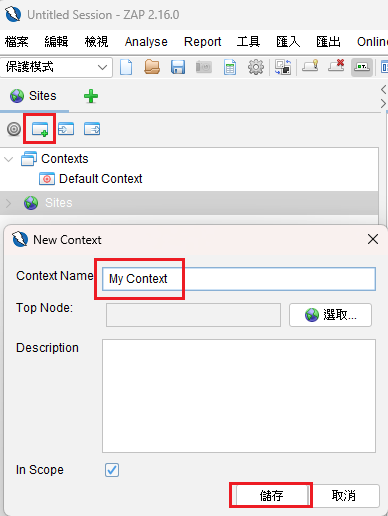 Untitled Session - ZAP 2.16.0
檔案 編輯 檢視 Analyse Report 工具 匯入 匯出 Online
保護模式
Sites
Contexts
Default Context
Sites
New Context
Context Name
My Context
Top Node:
選取...
Description
In Scope
儲存 取消